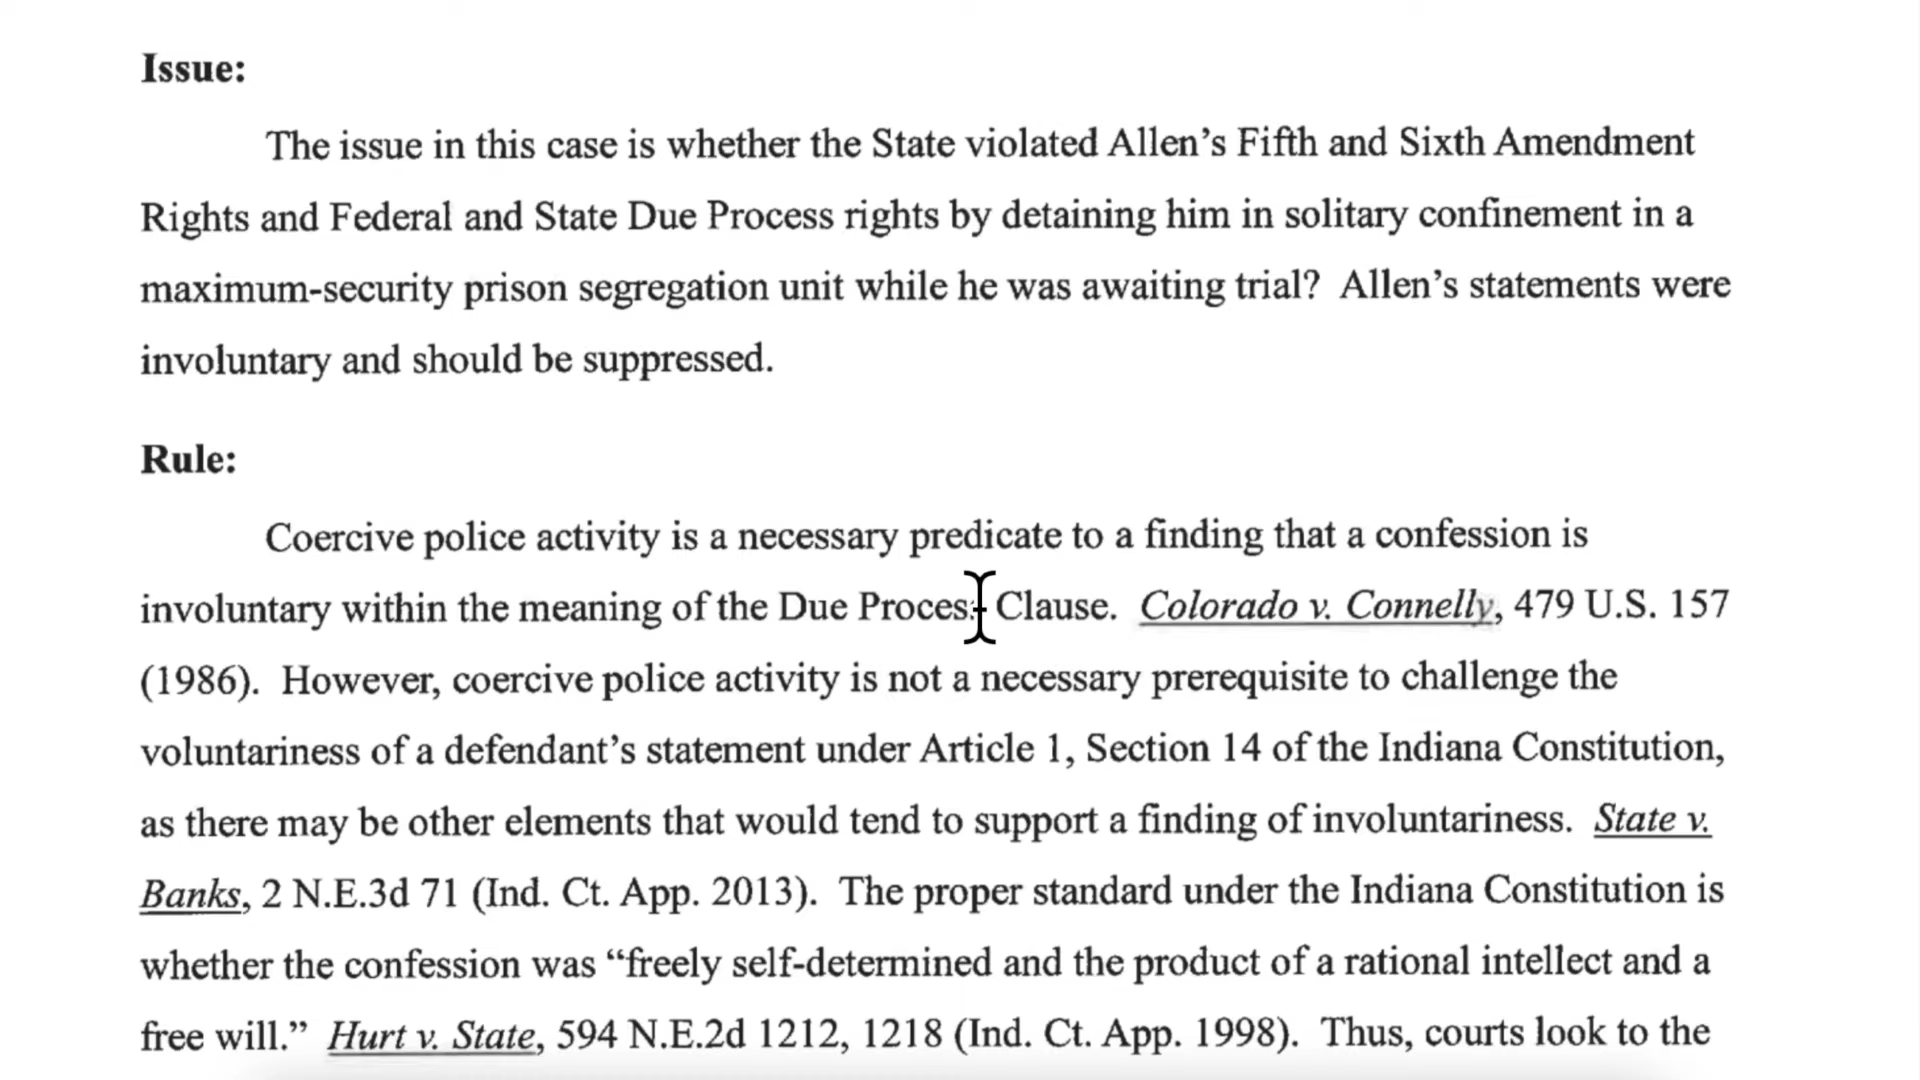 Issue:
The issue in this case is whether the State violated Allen’s Fifth and Sixth Amendment
Rights and Federal and State Due Process rights by detaining him in solitary confinement in a
maximum-security prison segregation unit while he was awaiting trial?  Allen’s statements were
involuntary and should be suppressed.
Rule:
Coercive police activity is a necessary predicate to a finding that a confession is
involuntary within the meaning of the Due Process Clause.  Colorado v. Connelly, 479 U.S. 157
(1986).  However, coercive police activity is not a necessary prerequisite to challenge the
voluntariness of a defendant’s statement under Article 1, Section 14 of the Indiana Constitution,
as there may be other elements that would tend to support a finding of involuntariness.  State v.
Banks, 2 N.E.3d 71 (Ind. Ct. App. 2013).  The proper standard under the Indiana Constitution is
whether the confession was “freely self-determined and the product of a rational intellect and a
free will.”  Hurt v. State, 594 N.E.2d 1212, 1218 (Ind. Ct. App. 1998).  Thus, courts look to the